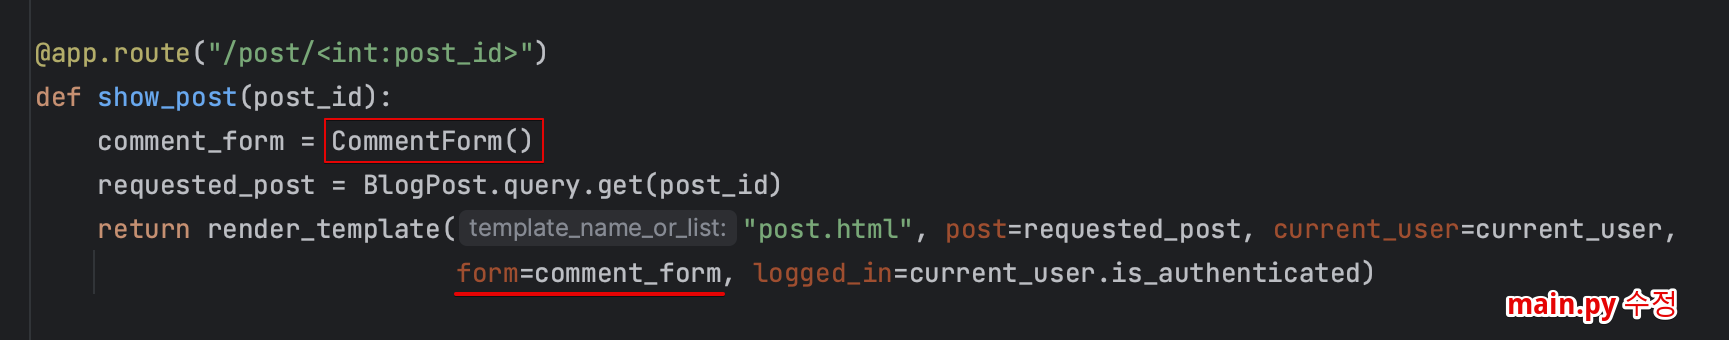 @app.route("/post/<int:post_id>")
def show_post(post_id):
    comment_form = CommentForm()
    requested_post = BlogPost.query.get(post_id)
    return render_template( template_name_or_list: "post.html", post=requested_post, current_user=current_user,
                           form=comment_form, logged_in=current_user.is_authenticated)
main.py 수정